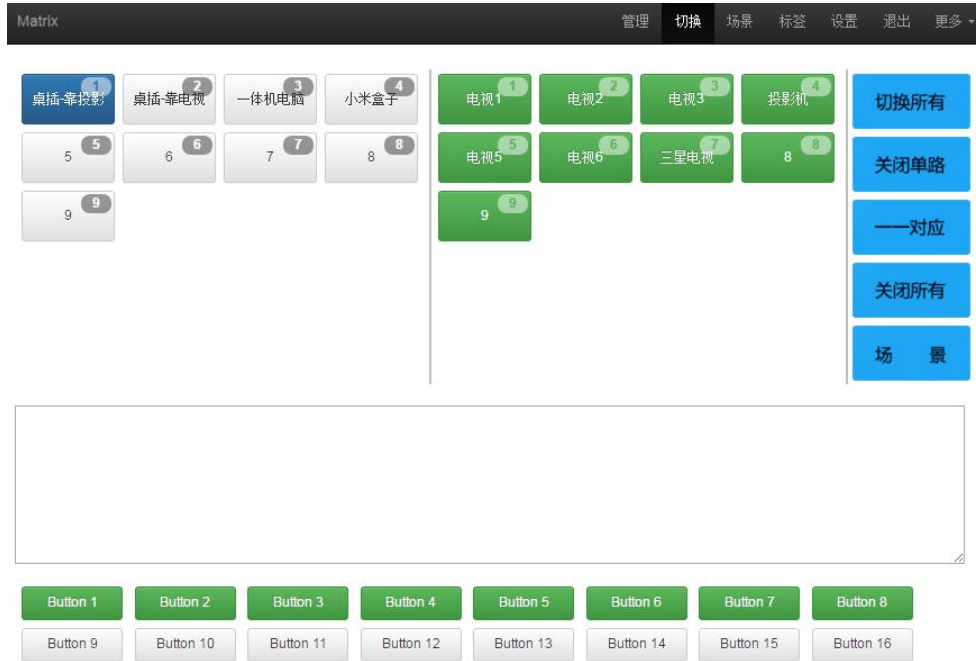 Matrix 管理 切换 场景 标签 设置 退出 更多
桌插-靠投影 1 桌插-靠电视 2 一体机电脑 3 小米盒子 4 电视1 1 电视2 2 电视3 3 投影机 4 切换所有
5 5 6 6 7 7 8 8 电视5 5 电视6 6 三星电视 7 8 8 关闭单路
9 9 9 9 一一对应
关闭所有
场 景
Button 1 Button 2 Button 3 Button 4 Button 5 Button 6 Button 7 Button 8
Button 9 Button 10 Button 11 Button 12 Button 13 Button 14 Button 15 Button 16